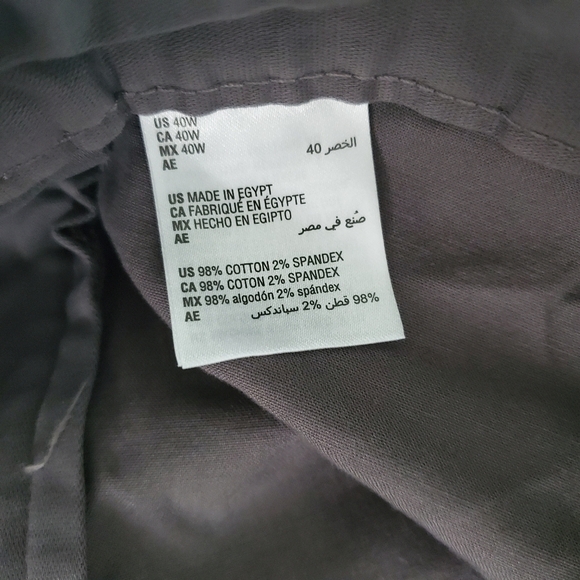 US 40W
CA 40W
MX 40W
AE الخصر 40
US MADE IN EGYPT
CA FABRIQUÉ EN ÉGYPTE
MX HECHO EN EGIPTO
AE صُنع في مصر
US 98% COTTON 2% SPANDEX
CA 98% COTON 2% SPANDEX
MX 98% algodón 2% spándex
AE 98% قطن 2% سباندكس